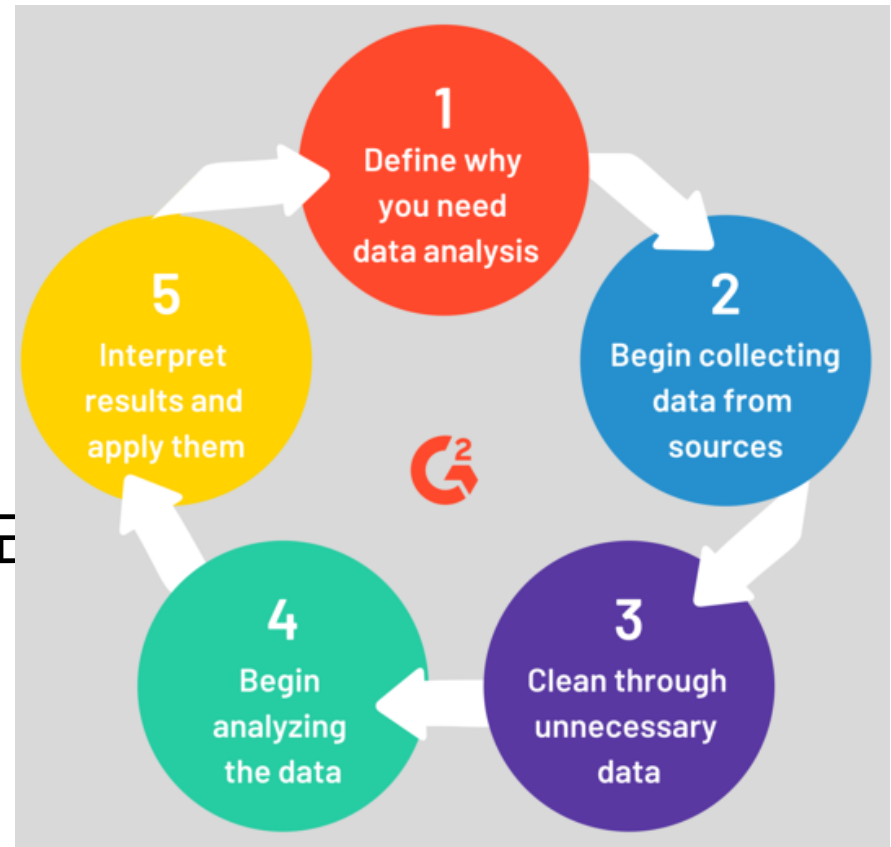 1
Define why
you need
data analysis
2
Begin collecting
data from
sources
3
Clean through
unnecessary
data
4
Begin
analyzing
the data
5
Interpret
results and
apply them
G2